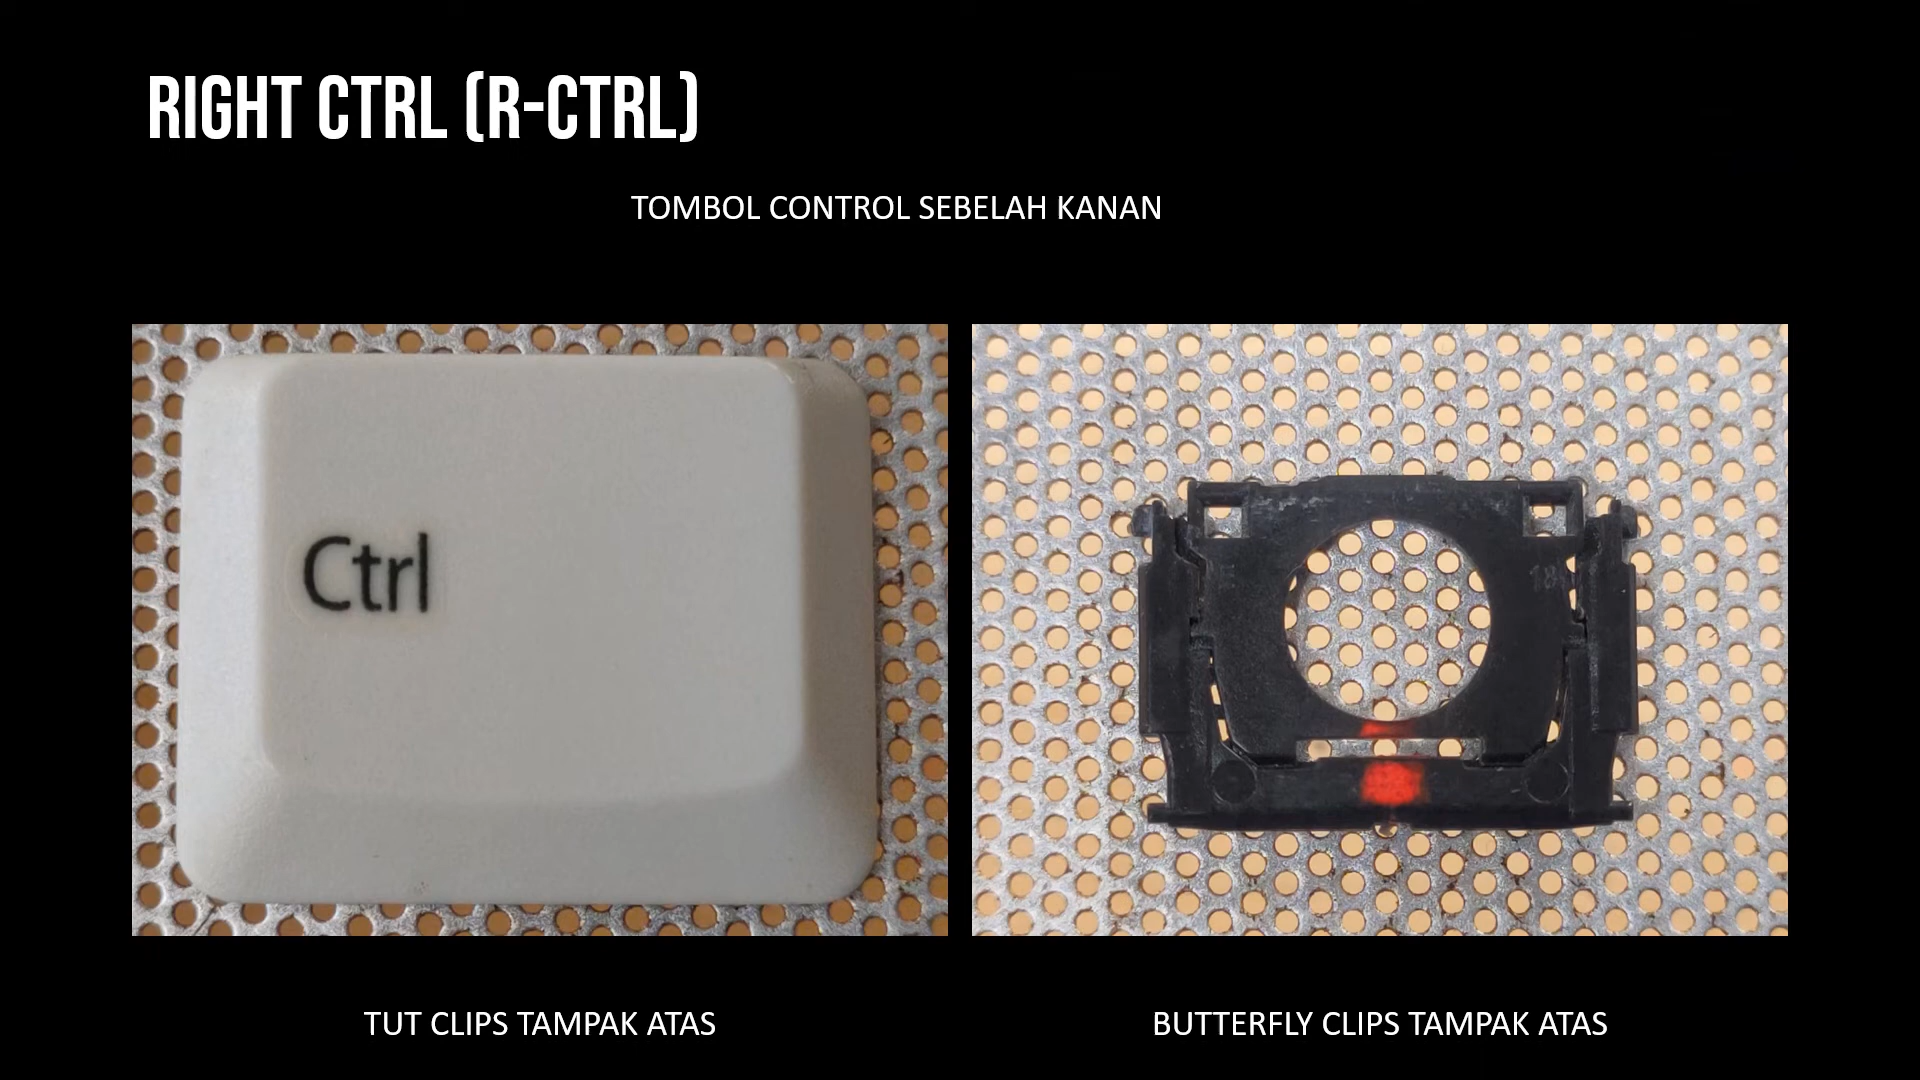 RIGHT CTRL (R-CTRL)
TOMBOL CONTROL SEBELAH KANAN
Ctrl
TUT CLIPS TAMPAK ATAS
BUTTERFLY CLIPS TAMPAK ATAS